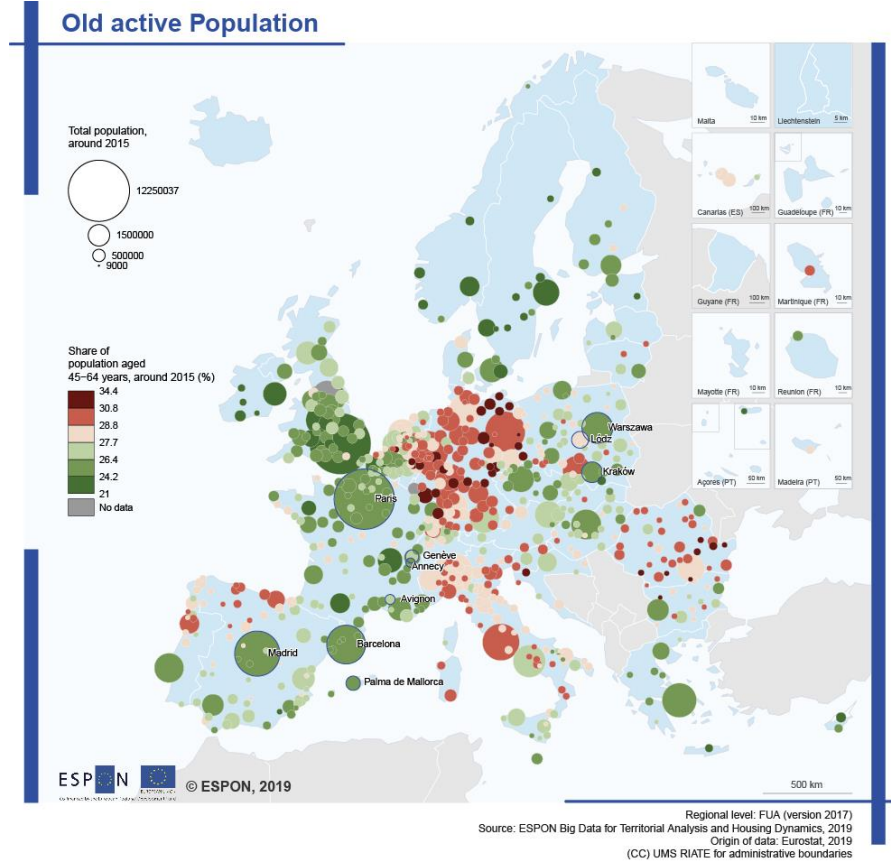 Old active Population
Total population,
around 2015
12250037
1500000
500000
9000
Share of
population aged
45–64 years, around 2015 (%)
34.4
30.8
28.8
27.7
26.4
24.2
21
No data
Malta
10 km
Liechtenstein
5 km
Canarias (ES)
100 km
Guadeloupe (FR)
10 km
Guyane (FR)
100 km
Martinique (FR)
10 km
Mayotte (FR)
10 km
Reunion (FR)
10 km
Açores (PT)
50 km
Madeira (PT)
50 km
Warszawa
Łódz
Kraków
Paris
Genève
Annecy
Avignon
Madrid
Barcelona
Palma de Mallorca
ESPON
© ESPON, 2019
500 km
Regional level: FUA (version 2017)
Source: ESPON Big Data for Territorial Analysis and Housing Dynamics, 2019
Origin of data: Eurostat, 2019
(CC) UMS RIATE for administrative boundaries